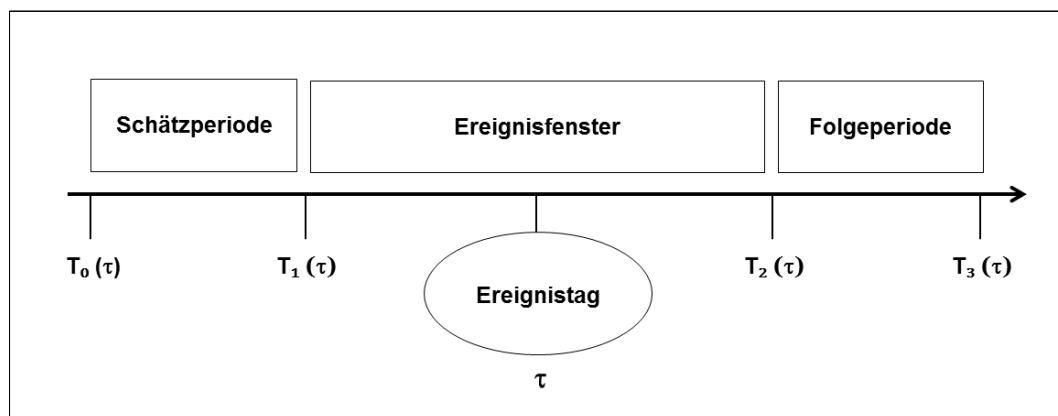 Schätzperiode
Ereignisfenster
Folgeperiode
T₀ (τ)
T₁ (τ)
T₂ (τ)
T₃ (τ)
Ereignistag
τ